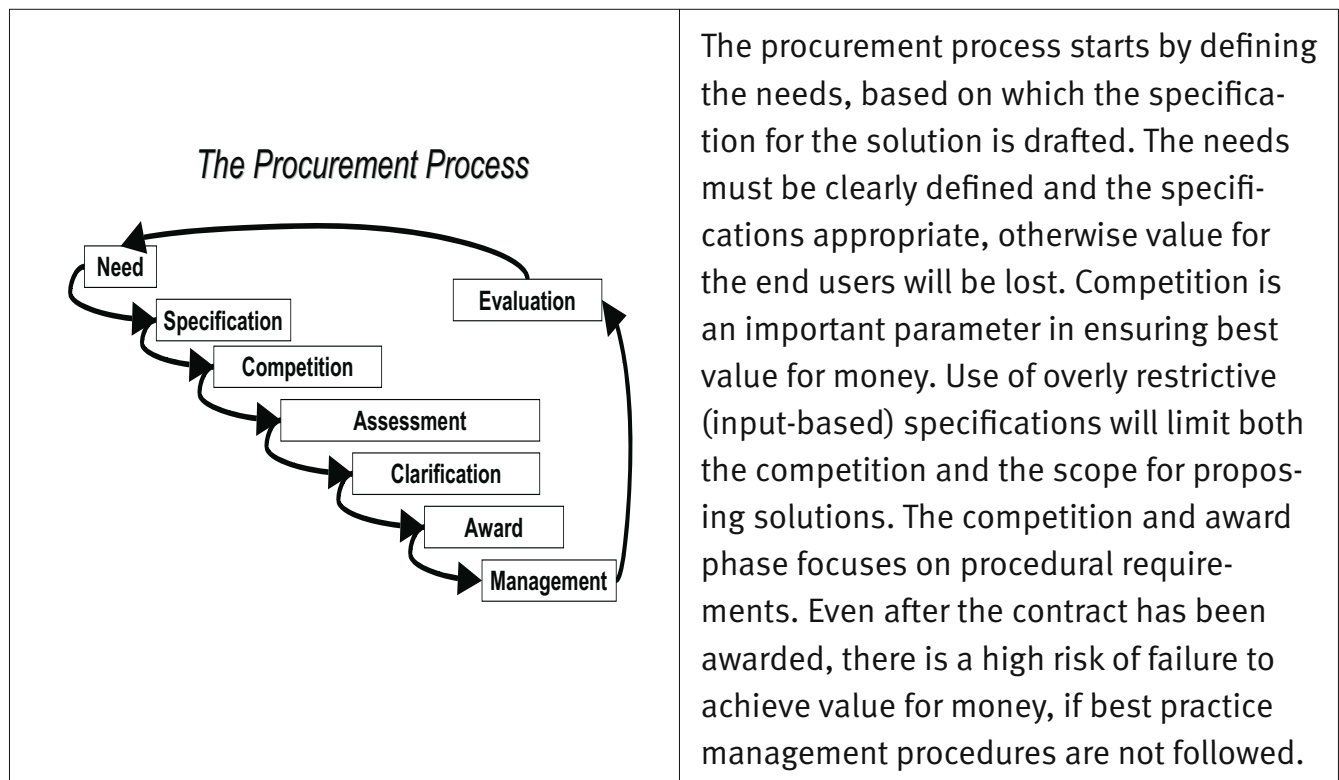 The Procurement Process
Need
Evaluation
Specification
Competition
Assessment
Clarification
Award
Management
The procurement process starts by defining
the needs, based on which the specifica-
tion for the solution is drafted. The needs
must be clearly defined and the specifi-
cations appropriate, otherwise value for
the end users will be lost. Competition is
an important parameter in ensuring best
value for money. Use of overly restrictive
(input-based) specifications will limit both
the competition and the scope for propos-
ing solutions. The competition and award
phase focuses on procedural require-
ments. Even after the contract has been
awarded, there is a high risk of failure to
achieve value for money, if best practice
management procedures are not followed.